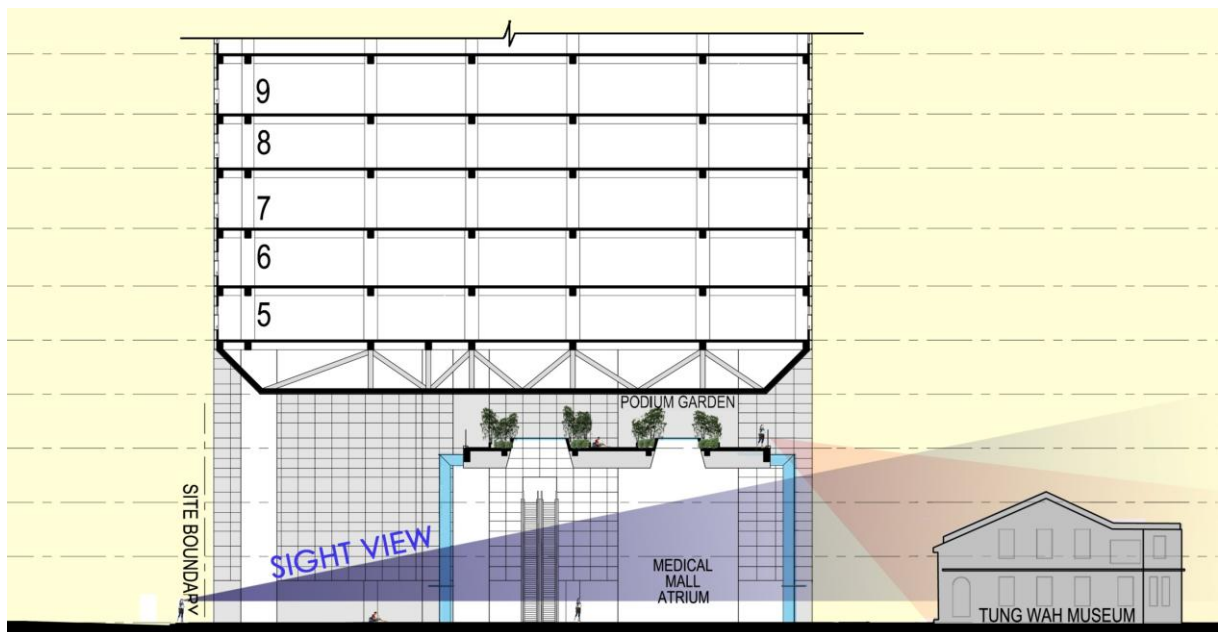 9
8
7
6
5
PODIUM GARDEN
SITE BOUNDARY
SIGHT VIEW
MEDICAL
MALL
ATRIUM
TUNG WAH MUSEUM